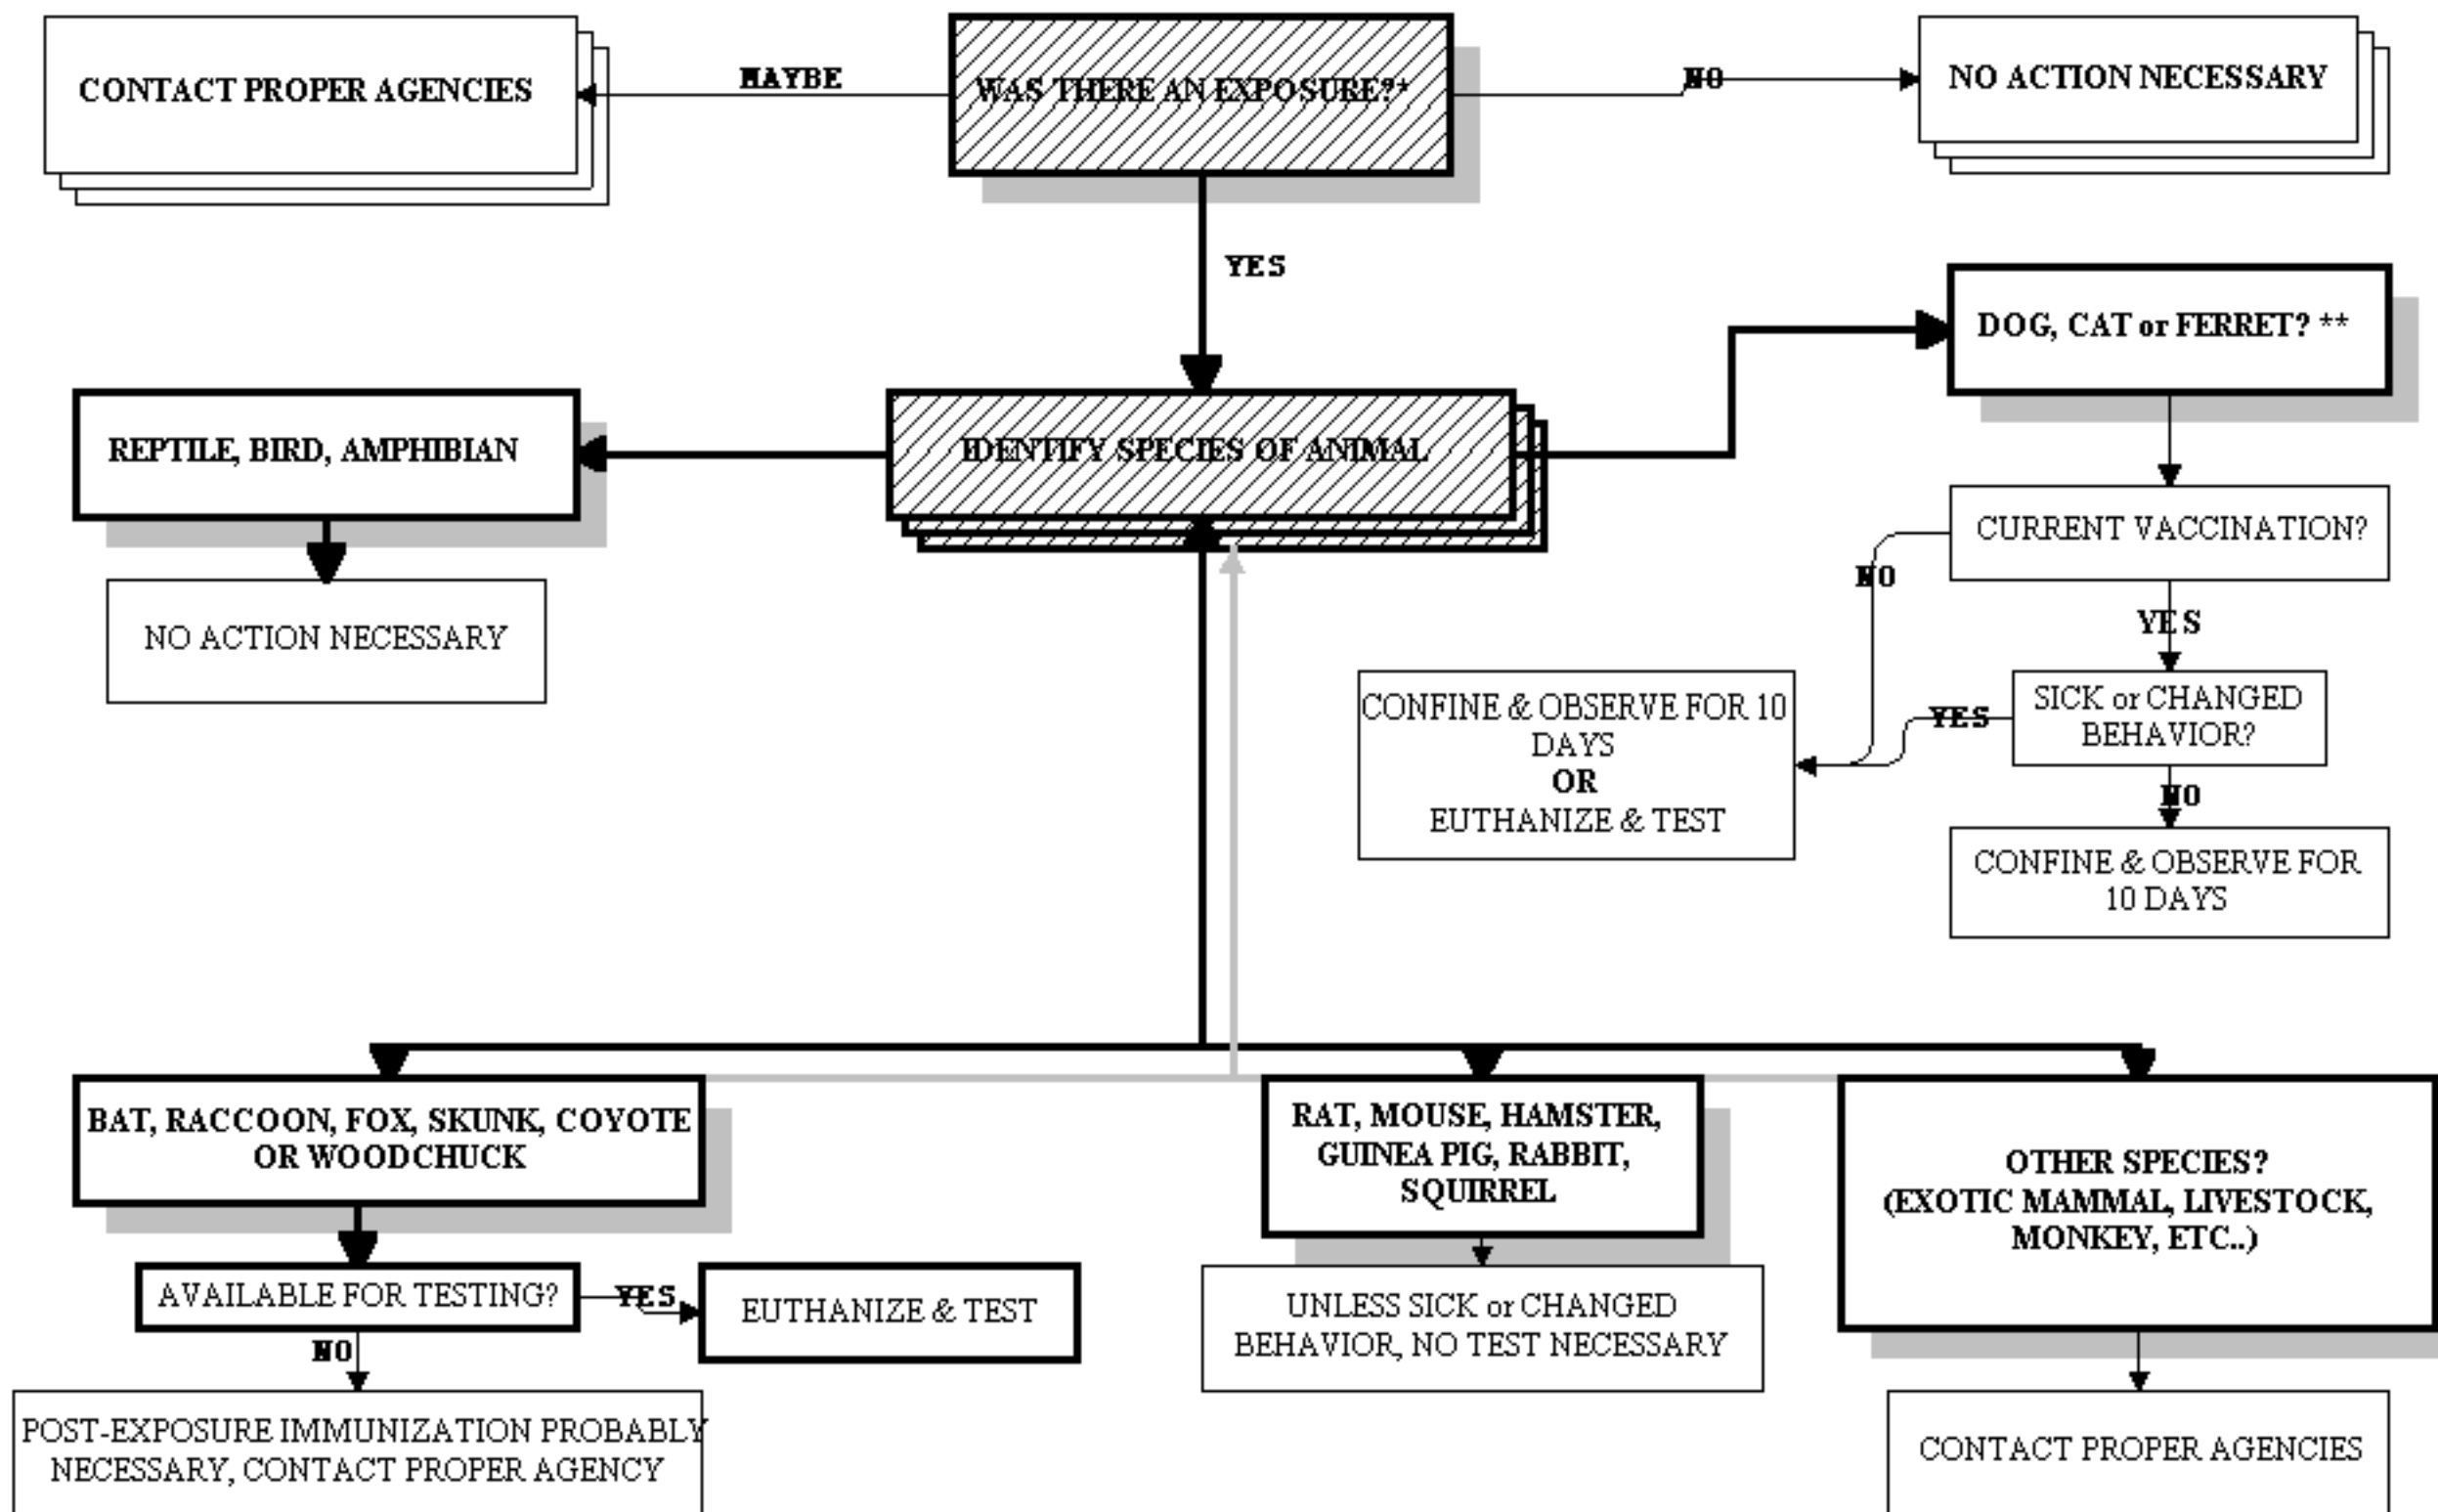 CONTACT PROPER AGENCIES
MAYBE
WAS THERE AN EXPOSURE?*
NO
NO ACTION NECESSARY
YES
DOG, CAT or FERRET? **
REPTILE, BIRD, AMPHIBIAN
IDENTIFY SPECIES OF ANIMAL
CURRENT VACCINATION?
NO
YES
NO ACTION NECESSARY
CONFINE & OBSERVE FOR 10
DAYS
OR
EUTHANIZE & TEST
YES
SICK or CHANGED
BEHAVIOR?
NO
CONFINE & OBSERVE FOR
10 DAYS
BAT, RACCOON, FOX, SKUNK, COYOTE
OR WOODCHUCK
RAT, MOUSE, HAMSTER,
GUINEA PIG, RABBIT,
SQUIRREL
OTHER SPECIES?
(EXOTIC MAMMAL, LIVESTOCK,
MONKEY, ETC..)
AVAILABLE FOR TESTING?
YES
EUTHANIZE & TEST
UNLESS SICK or CHANGED
BEHAVIOR, NO TEST NECESSARY
NO
POST-EXPOSURE IMMUNIZATION PROBABLY
NECESSARY, CONTACT PROPER AGENCY
CONTACT PROPER AGENCIES